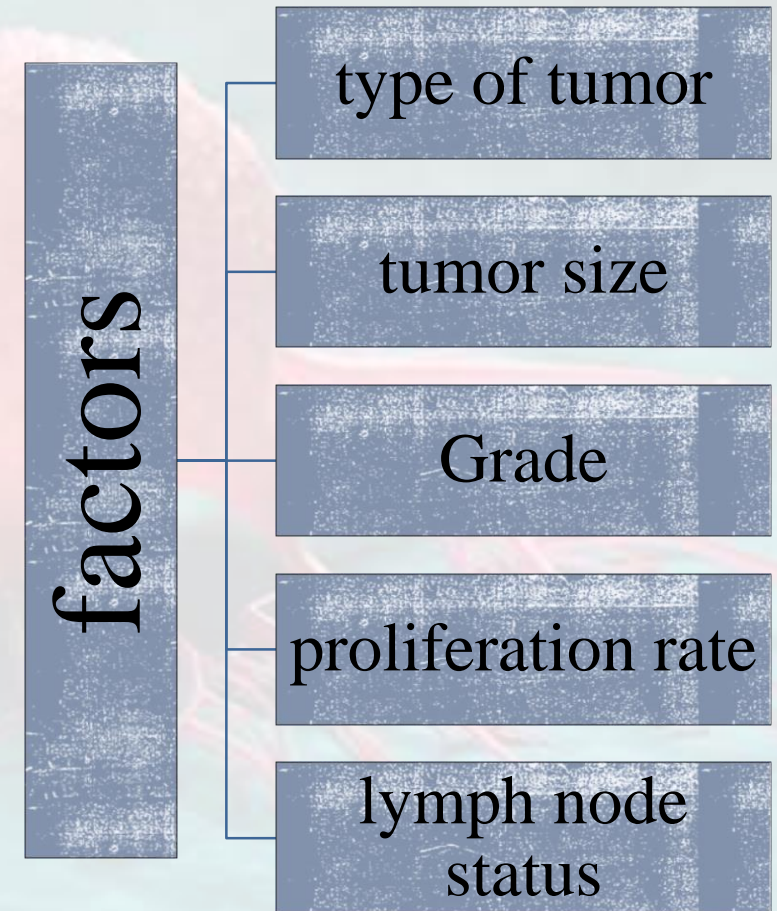 factors
type of tumor
tumor size
Grade
proliferation rate
lymph node
status